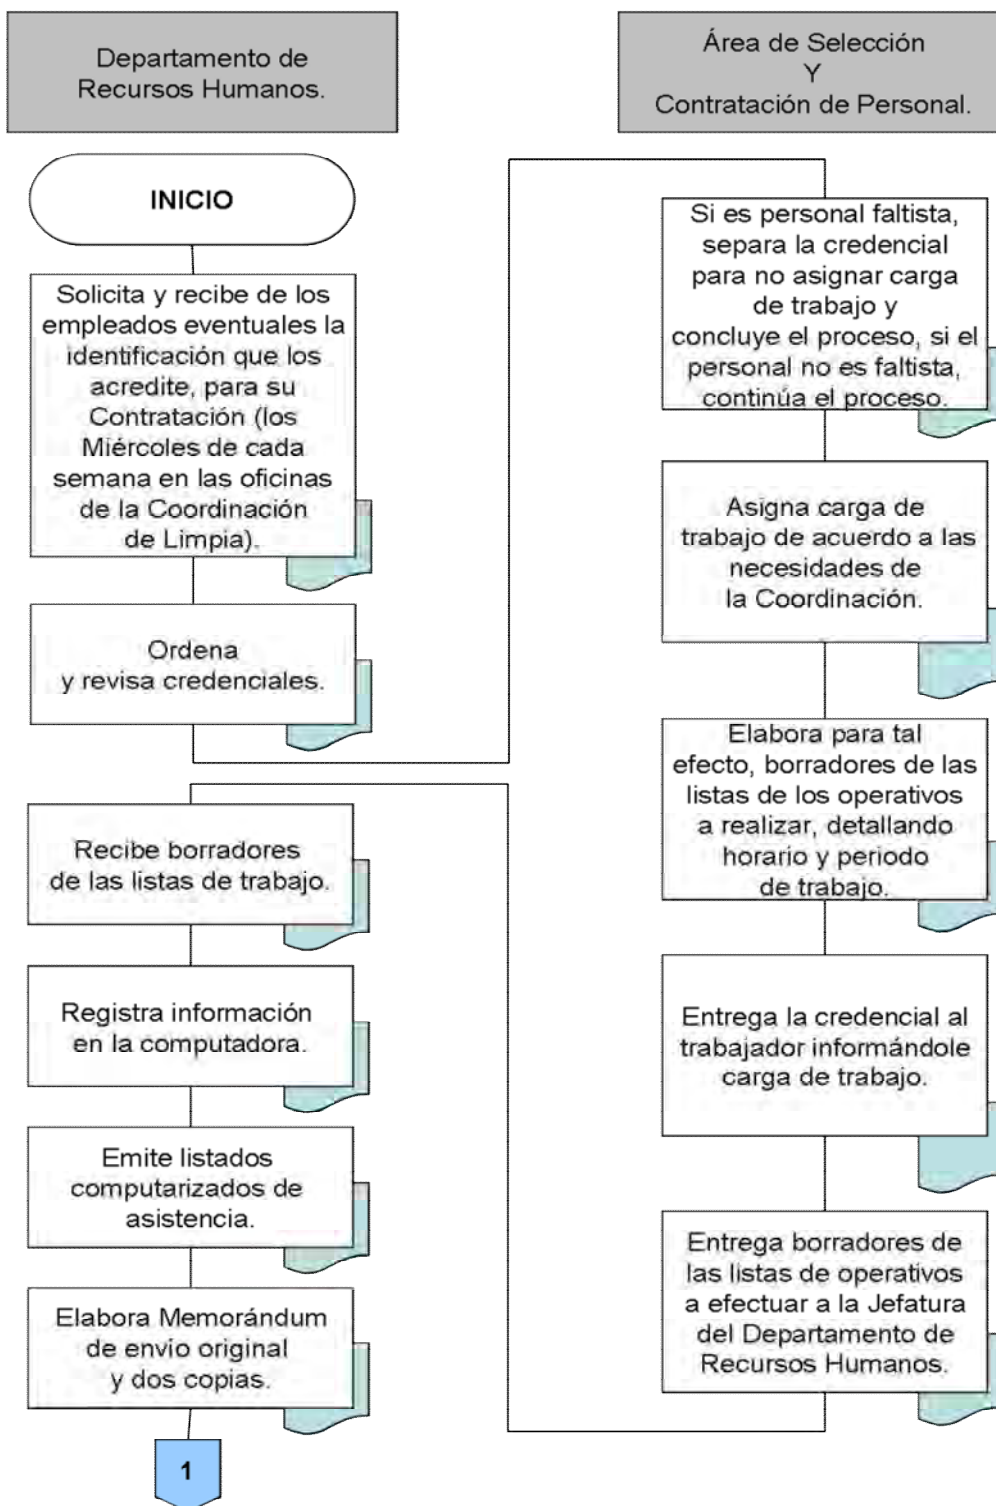 Departamento de
Recursos Humanos.
Área de Selección
Y
Contratación de Personal.
INICIO
Solicita y recibe de los
empleados eventuales la
identificación que los
acredite, para su
Contratación (los
Miércoles de cada
semana en las oficinas
de la Coordinación
de Limpia).
Ordena
y revisa credenciales.
Si es personal faltista,
separa la credencial
para no asignar carga
de trabajo y
concluye el proceso, si el
personal no es faltista,
continúa el proceso.
Asigna carga de
trabajo de acuerdo a las
necesidades de
la Coordinación.
Elabora para tal
efecto, borradores de las
listas de los operativos
a realizar, detallando
horario y periodo
de trabajo.
Entrega la credencial al
trabajador informándole
carga de trabajo.
Entrega borradores de
las listas de operativos
a efectuar a la Jefatura
del Departamento de
Recursos Humanos.
Recibe borradores
de las listas de trabajo.
Registra información
en la computadora.
Emite listados
computarizados de
asistencia.
Elabora Memorándum
de envío original
y dos copias.
1